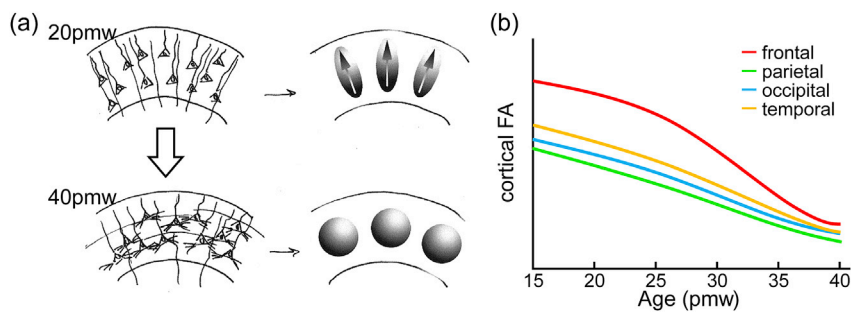 (a)
20pmw
40pmw
(b)
frontal
parietal
occipital
temporal
cortical FA
15 20 25 30 35 40
Age (pmw)